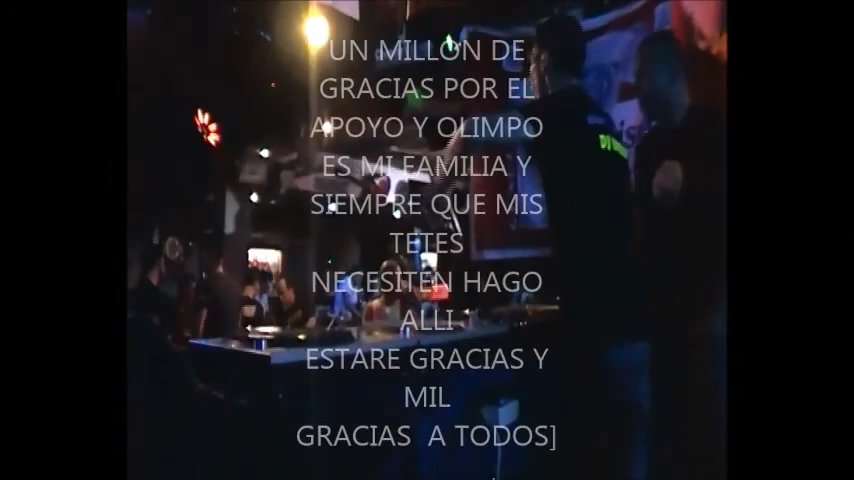 UN MILLON DE
GRACIAS POR EL
APOYO Y OLIMPO
ES MI FAMILIA Y
SIEMPRE QUE MIS
TETES
NECESITEN HAGO
ALLI
ESTARE GRACIAS Y
MIL
GRACIAS A TODOS]